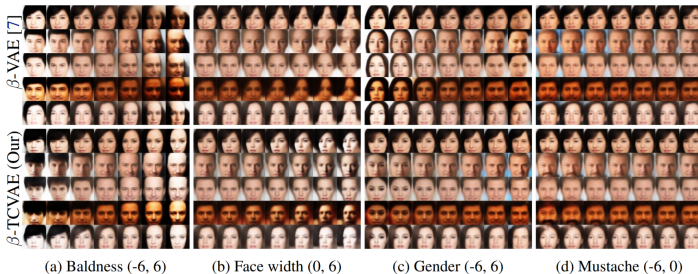 β-VAE [7]
β-TCVAE (Our)
(a) Baldness (-6, 6)
(b) Face width (0, 6)
(c) Gender (-6, 6)
(d) Mustache (-6, 0)